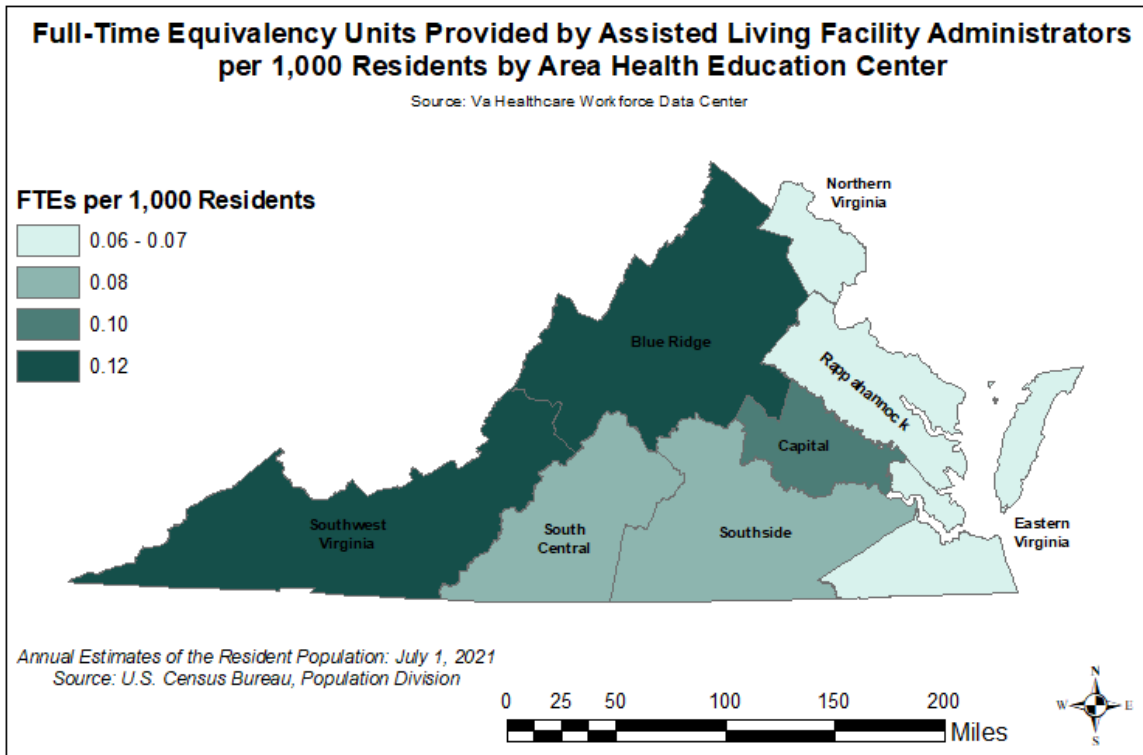 Full-Time Equivalency Units Provided by Assisted Living Facility Administrators
per 1,000 Residents by Area Health Education Center
Source: Va Healthcare Workforce Data Center
FTEs per 1,000 Residents
0.06 - 0.07
0.08
0.10
0.12
Northern
Virginia
Blue Ridge
Rappahannock
Capital
Southwest
Virginia
South
Central
Southside
Eastern
Virginia
Annual Estimates of the Resident Population: July 1, 2021
Source: U.S. Census Bureau, Population Division
0 25 50 100 150 200
Miles
N
W E
S